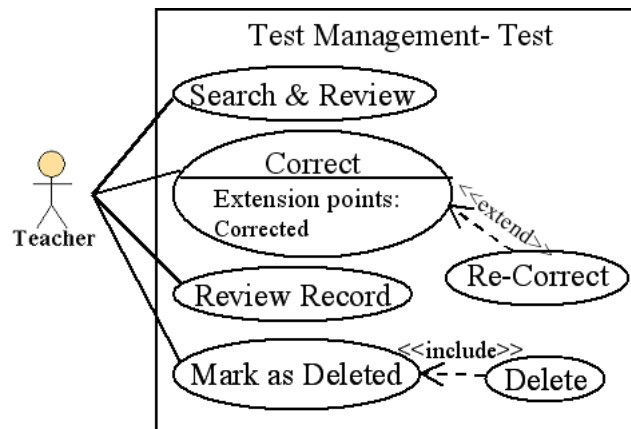 Test Management- Test
Search & Review
Correct
Extension points:
Corrected
<<extend>>
Re-Correct
Teacher
Review Record
<<include>>
Mark as Deleted
Delete